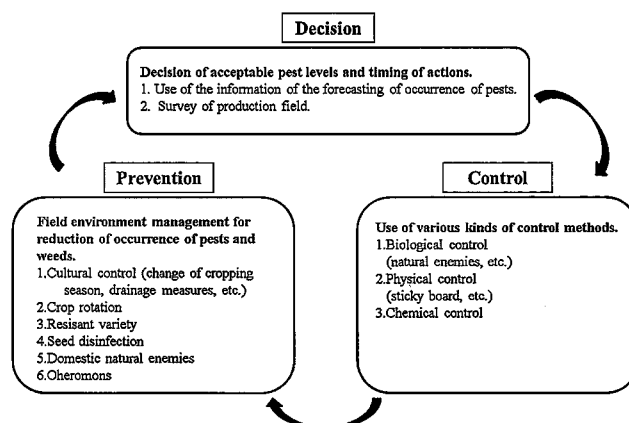 Decision
Decision of acceptable pest levels and timing of actions.
1. Use of the information of the forecasting of occurrence of pests.
2. Survey of production field.
Prevention
Field environment management for
reduction of occurrence of pests and
weeds.
1.Cultural control (change of cropping
season, drainage measures, etc.)
2.Crop rotation
3.Resisant variety
4.Seed disinfection
5.Domestic natural enemies
6.Oheromons
Control
Use of various kinds of control methods.
1.Biological control
(natural enemies, etc.)
2.Physical control
(sticky board, etc.)
3.Chemical control